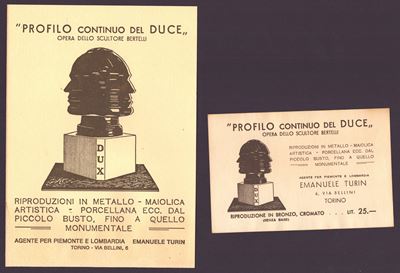 "PROFILO CONTINUO DEL DUCE„
OPERA DELLO SCULTORE BERTELLI
DUX
RIPRODUZIONI IN METALLO - MAIOLICA
ARTISTICA - PORCELLANA ECC. DAL
PICCOLO BUSTO, FINO A QUELLO
MONUMENTALE
AGENTE PER PIEMONTE E LOMBARDIA EMANUELE TURIN
TORINO - VIA BELLINI, 6
"PROFILO CONTINUO DEL DUCE„
OPERA DELLO SCULTORE BERTELLI
DUX
RIPRODUZIONI IN METALLO - MAIOLICA
ARTISTICA - PORCELLANA ECC. DAL
PICCOLO BUSTO, FINO A QUELLO
MONUMENTALE
AGENTE PER PIEMONTE E LOMBARDIA
EMANUELE TURIN
6, VIA BELLINI
TORINO
RIPRODUZIONE IN BRONZO, CROMATO . . . LIT. 25.—
(SENZA BASE)